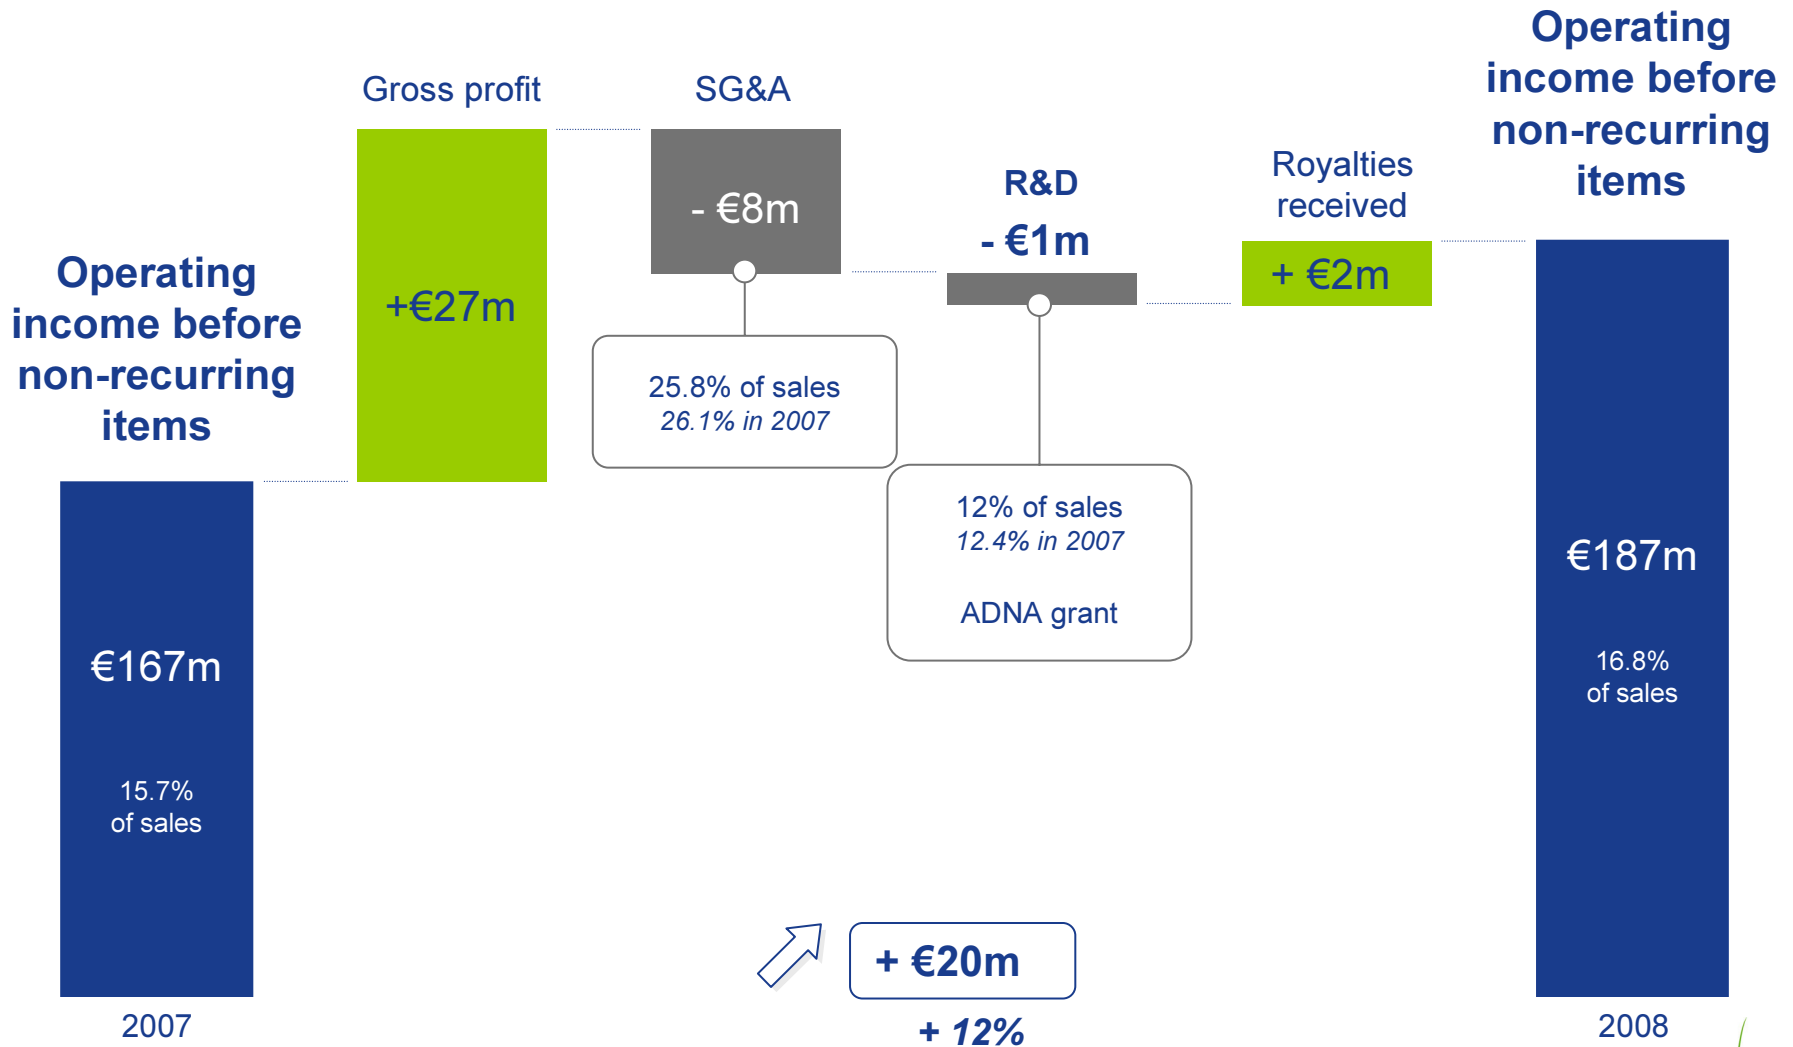 Operating
income before
non-recurring
items
€167m
15.7%
of sales
2007
Gross profit
+€27m
SG&A
- €8m
25.8% of sales
26.1% in 2007
R&D
- €1m
12% of sales
12.4% in 2007
ADNA grant
Royalties
received
+ €2m
Operating
income before
non-recurring
items
€187m
16.8%
of sales
2008
+ €20m
+ 12%